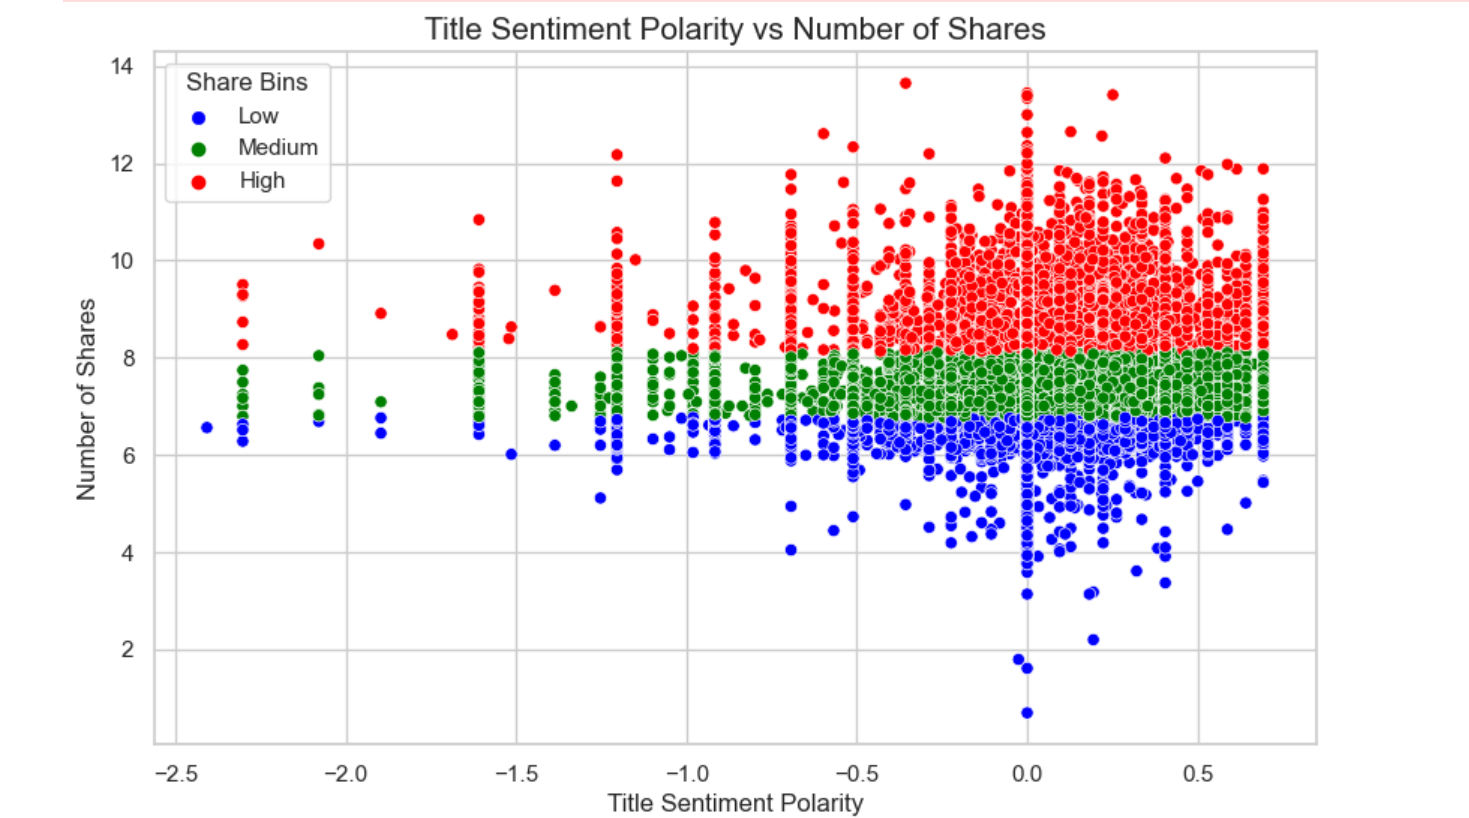 Title Sentiment Polarity vs Number of Shares
14
12
10
8
6
4
2
Number of Shares
Share Bins
Low
Medium
High
−2.5
−2.0
−1.5
−1.0
−0.5
0.0
0.5
Title Sentiment Polarity